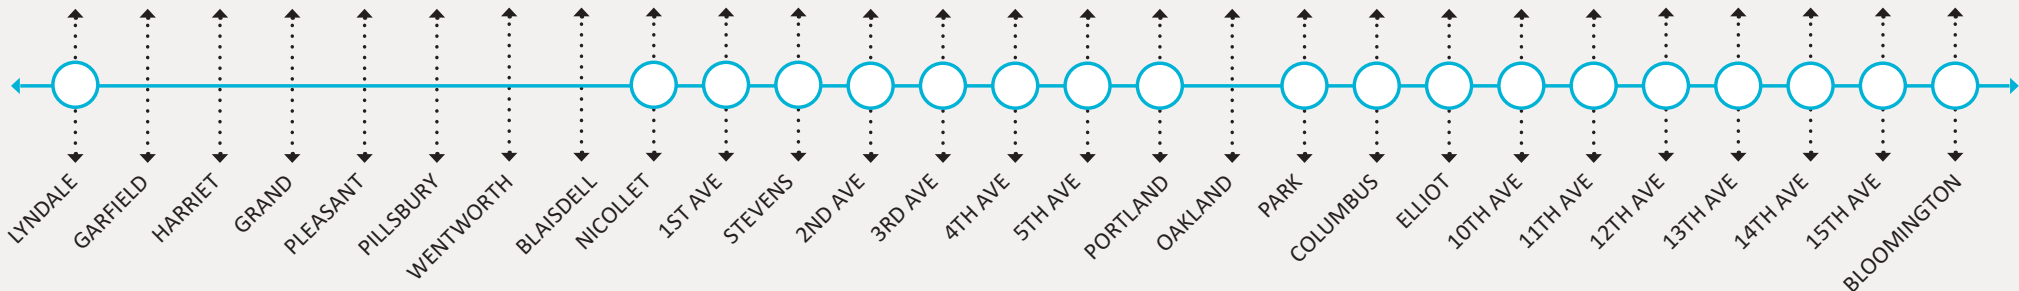 LYNDALE
GARFIELD
HARRIET
GRAND
PLEASANT
PILLSBURY
WENTWORTH
BLAISDELL
NICOLLET
1ST AVE
STEVENS
2ND AVE
3RD AVE
4TH AVE
5TH AVE
PORTLAND
OAKLAND
PARK
COLUMBUS
ELLIOT
10TH AVE
11TH AVE
12TH AVE
13TH AVE
14TH AVE
15TH AVE
BLOOMINGTON